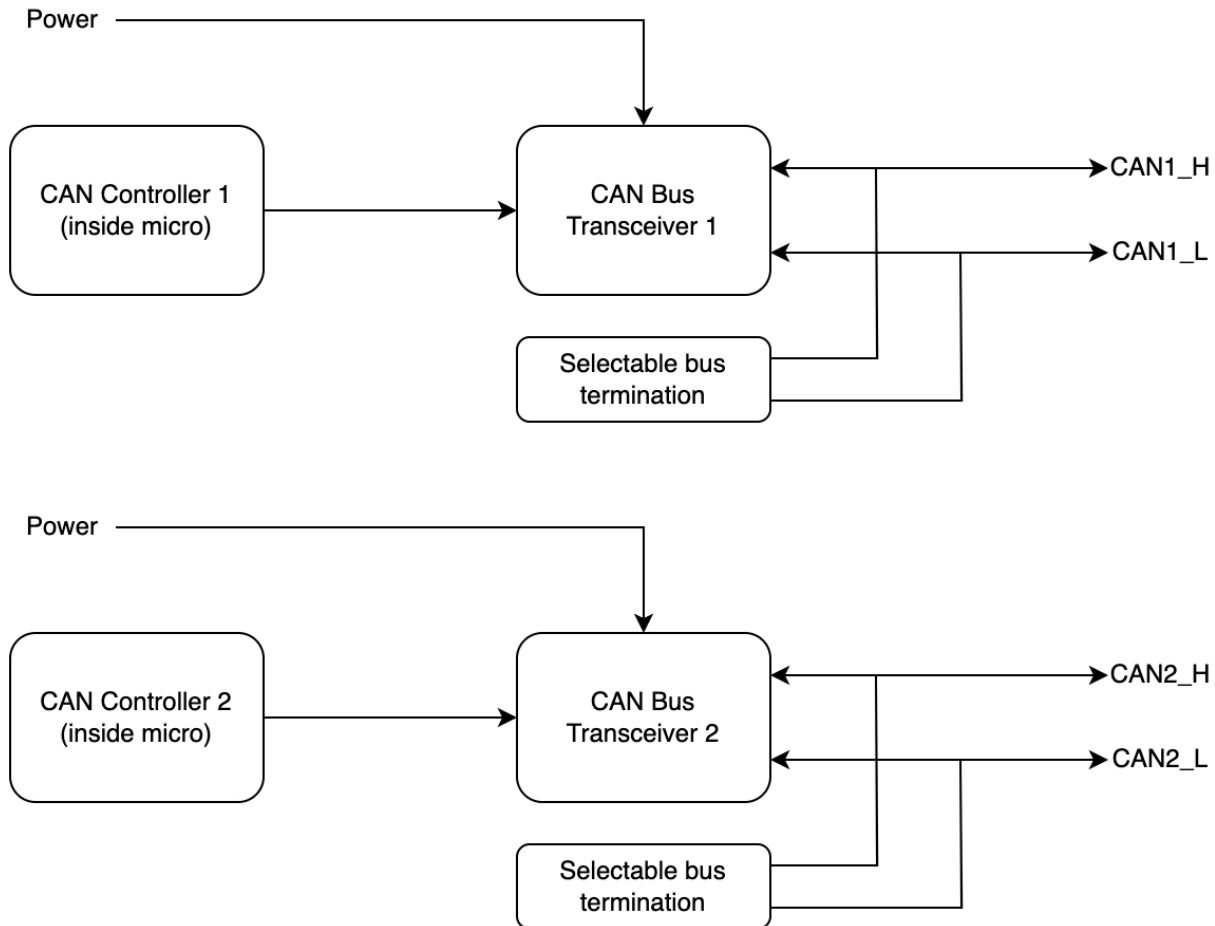 Power
CAN Controller 1
(inside micro)
CAN Bus
Transceiver 1
CAN1_H
CAN1_L
Selectable bus
termination
Power
CAN Controller 2
(inside micro)
CAN Bus
Transceiver 2
CAN2_H
CAN2_L
Selectable bus
termination